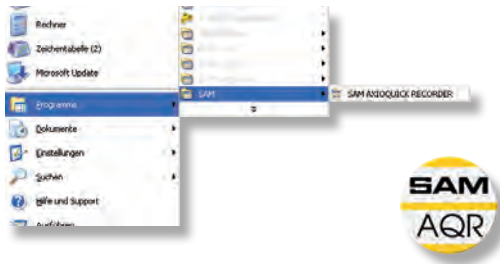 Rechner
Zeichentabelle (2)
Microsoft Update
Programme
Dokumente
Einstellungen
Suchen
Hilfe und Support
Ausführen
SAM
SAM AXIOQUICK RECORDER
SAM
AQR